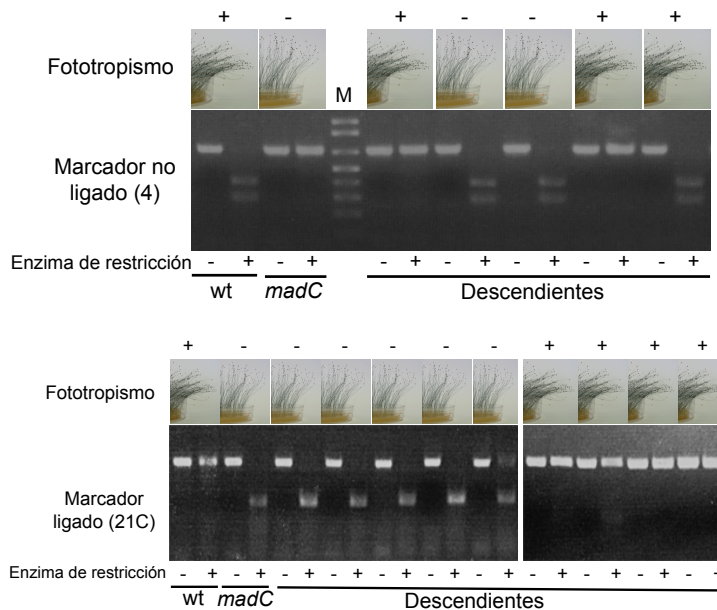 + - + - - + +
Fototropismo
M
Marcador no
ligado (4)
Enzima de restricción - + - + - + - + - + - + - +
wt madC Descendientes
+ - - - - - - + + + +
Fototropismo
Marcador
ligado (21C)
Enzima de restricción - + - + - + - + - + - + - + - + - + - + - +
wt madC Descendientes